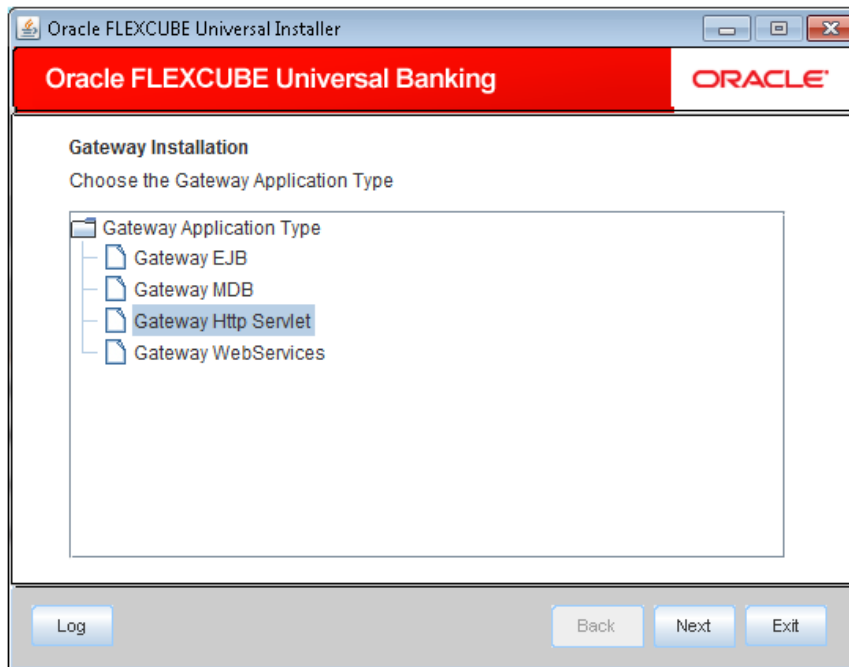 Oracle FLEXCUBE Universal Installer
Oracle FLEXCUBE Universal Banking
ORACLE
Gateway Installation
Choose the Gateway Application Type
Gateway Application Type
Gateway EJB
Gateway MDB
Gateway Http Servlet
Gateway WebServices
Log
Back
Next
Exit